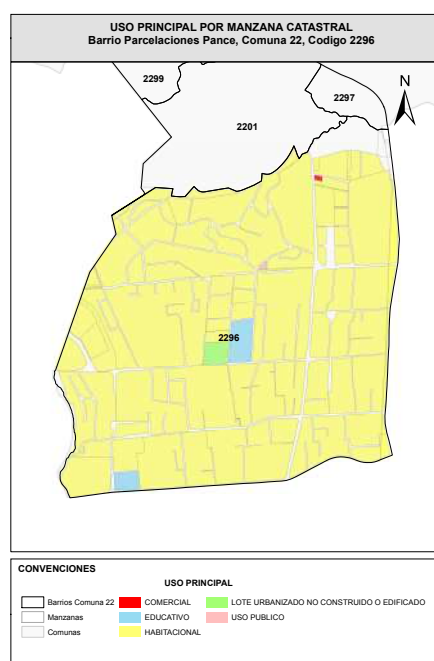 USO PRINCIPAL POR MANZANA CATASTRAL
Barrio Parcelaciones Pance, Comuna 22, Codigo 2296
2299
2297
N
2201
2296
CONVENCIONES
USO PRINCIPAL
Barrios Comuna 22
COMERCIAL
LOTE URBANIZADO NO CONSTRUIDO O EDIFICADO
Manzanas
EDUCATIVO
USO PUBLICO
Comunas
HABITACIONAL